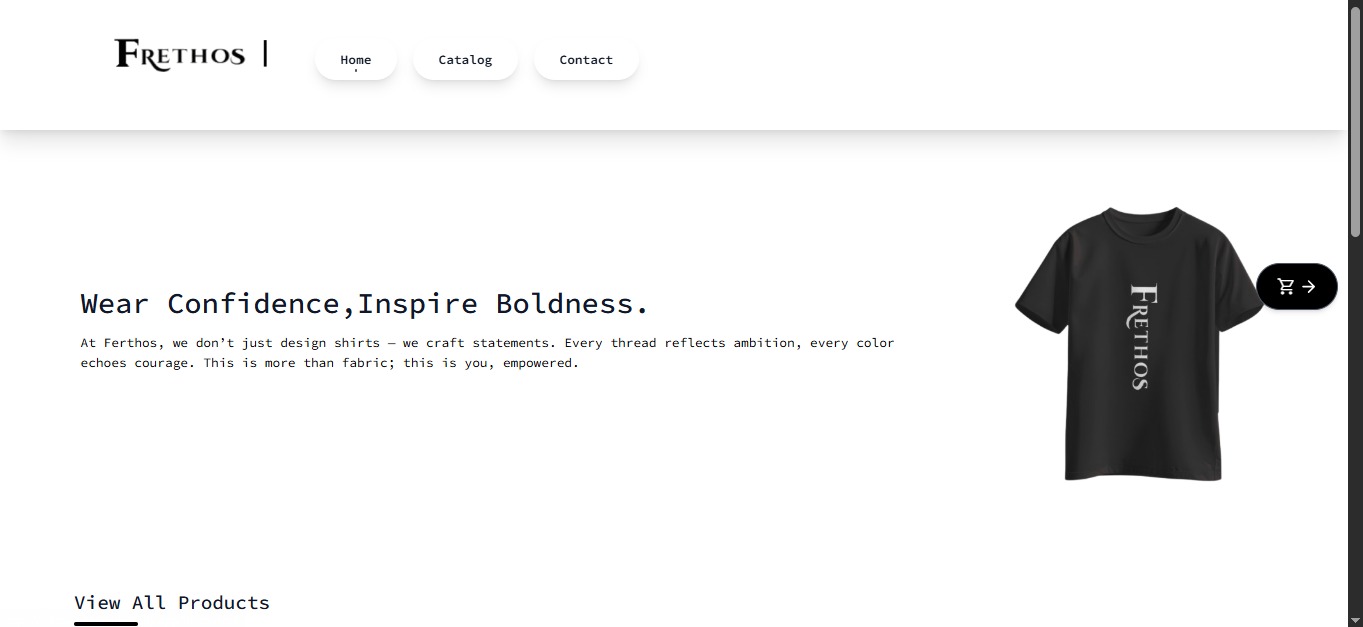 FRETHOS |
Home
Catalog
Contact
Wear Confidence,Inspire Boldness.
At Ferthos, we don’t just design shirts — we craft statements. Every thread reflects ambition, every color
echoes courage. This is more than fabric; this is you, empowered.
FRETHOS
View All Products